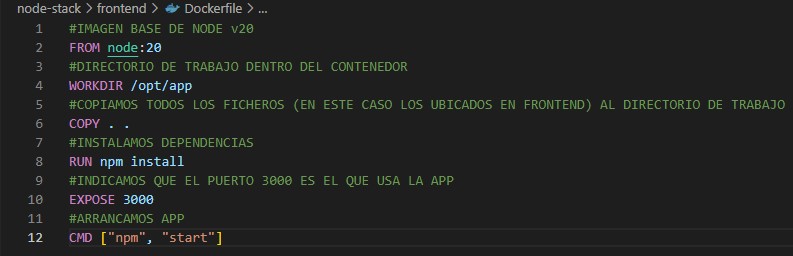 node-stack > frontend > Dockerfile > ...
1 #IMAGEN BASE DE NODE v20
2 FROM node:20
3 #DIRECTORIO DE TRABAJO DENTRO DEL CONTENEDOR
4 WORKDIR /opt/app
5 #COPIAMOS TODOS LOS FICHEROS (EN ESTE CASO LOS UBICADOS EN FRONTEND) AL DIRECTORIO DE TRABAJO
6 COPY . .
7 #INSTALAMOS DEPENDENCIAS
8 RUN npm install
9 #INDICAMOS QUE EL PUERTO 3000 ES EL QUE USA LA APP
10 EXPOSE 3000
11 #ARRANCAMOS APP
12 CMD ["npm", "start"]